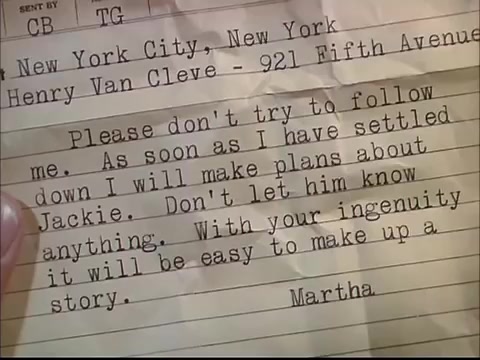 SENT BY
CB TG
New York City, New York
Henry Van Cleve - 921 Fifth Avenue
Please don't try to follow
me. As soon as I have settled
down I will make plans about
Jackie. Don't let him know
anything. With your ingenuity
it will be easy to make up a
story.
Martha